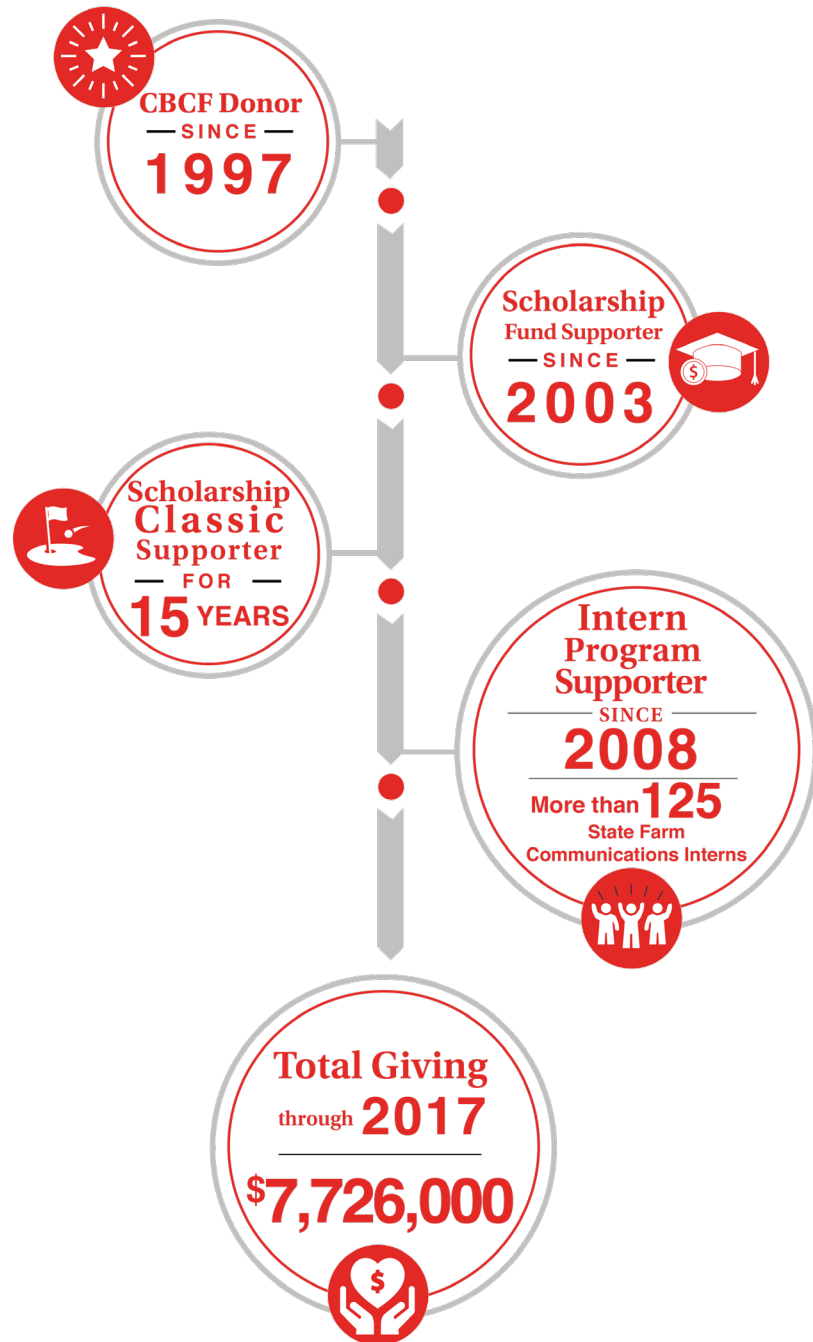 CBCF Donor
SINCE
1997
Scholarship
Fund Supporter
SINCE
2003
$
Scholarship
Classic
Supporter
FOR
15 YEARS
Intern
Program
Supporter
SINCE
2008
More than 125
State Farm
Communications Interns
Total Giving
through 2017
$7,726,000
$